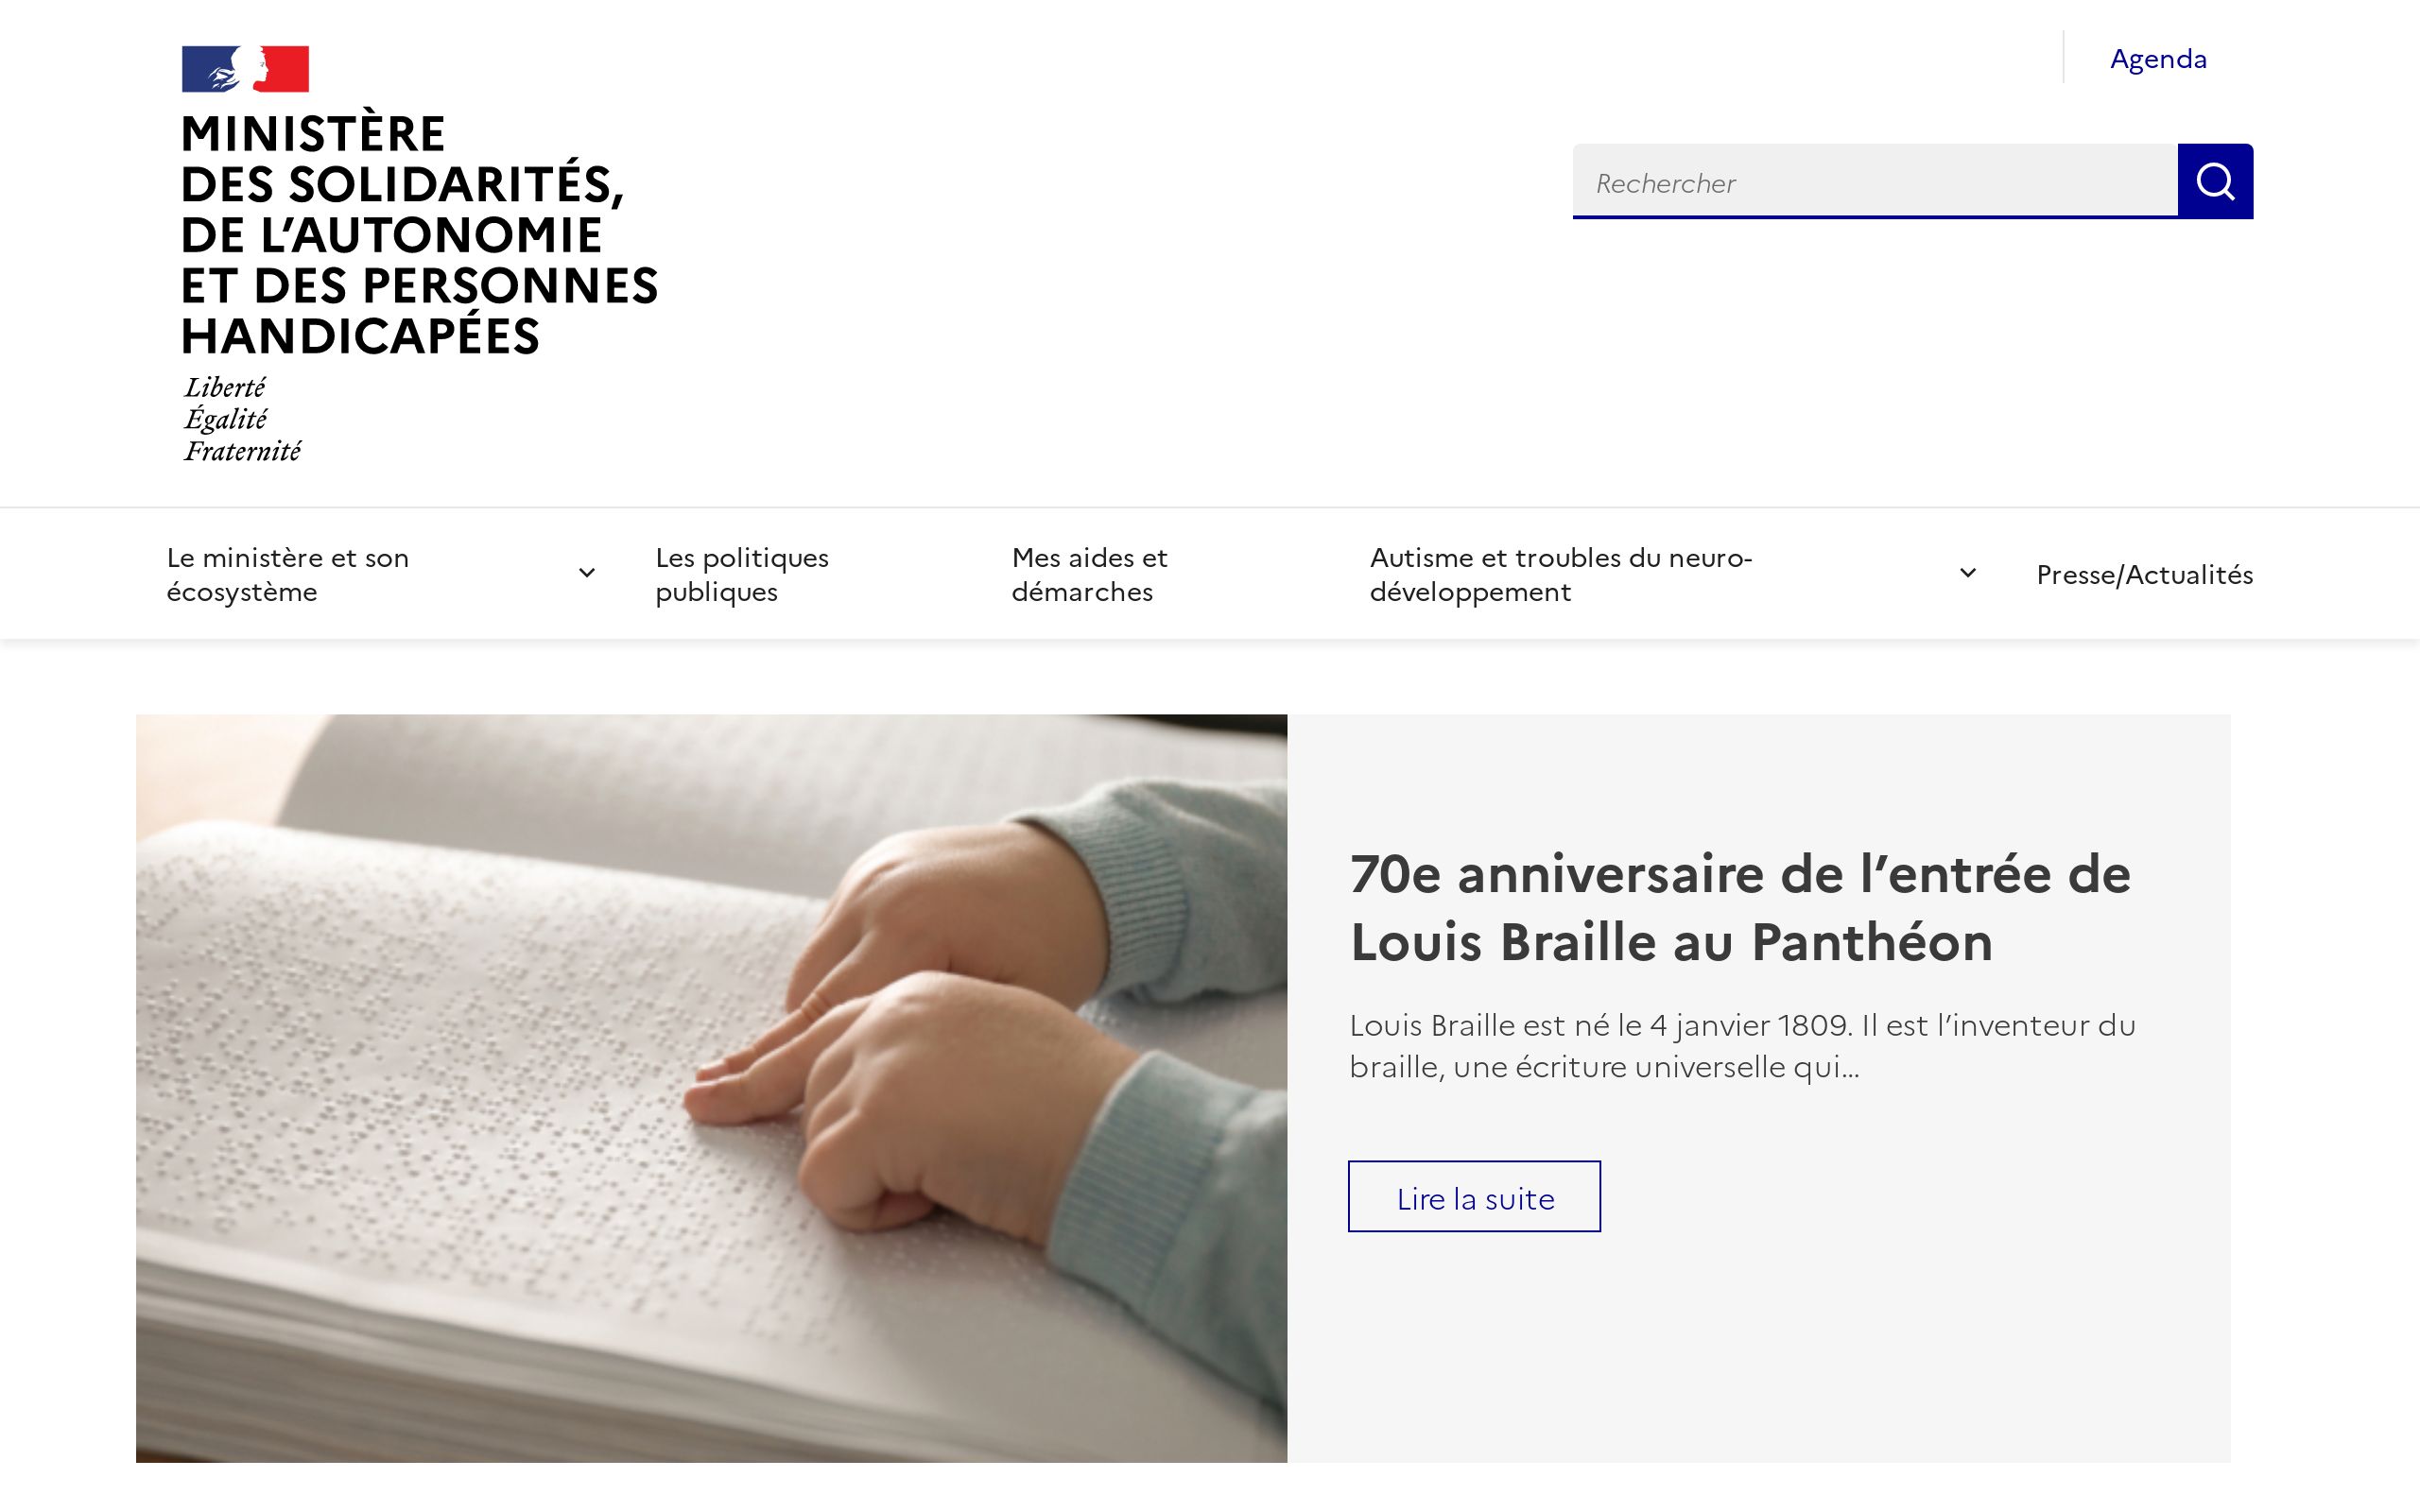 MINISTÈRE
DES SOLIDARITÉS,
DE L’AUTONOMIE
ET DES PERSONNES
HANDICAPÉES
Liberté
Égalité
Fraternité
Agenda
Rechercher
Le ministère et son
écosystème
Les politiques
publiques
Mes aides et
démarches
Autisme et troubles du neuro-
développement
Presse/Actualités
70e anniversaire de l’entrée de
Louis Braille au Panthéon
Louis Braille est né le 4 janvier 1809. Il est l’inventeur du
braille, une écriture universelle qui…
Lire la suite